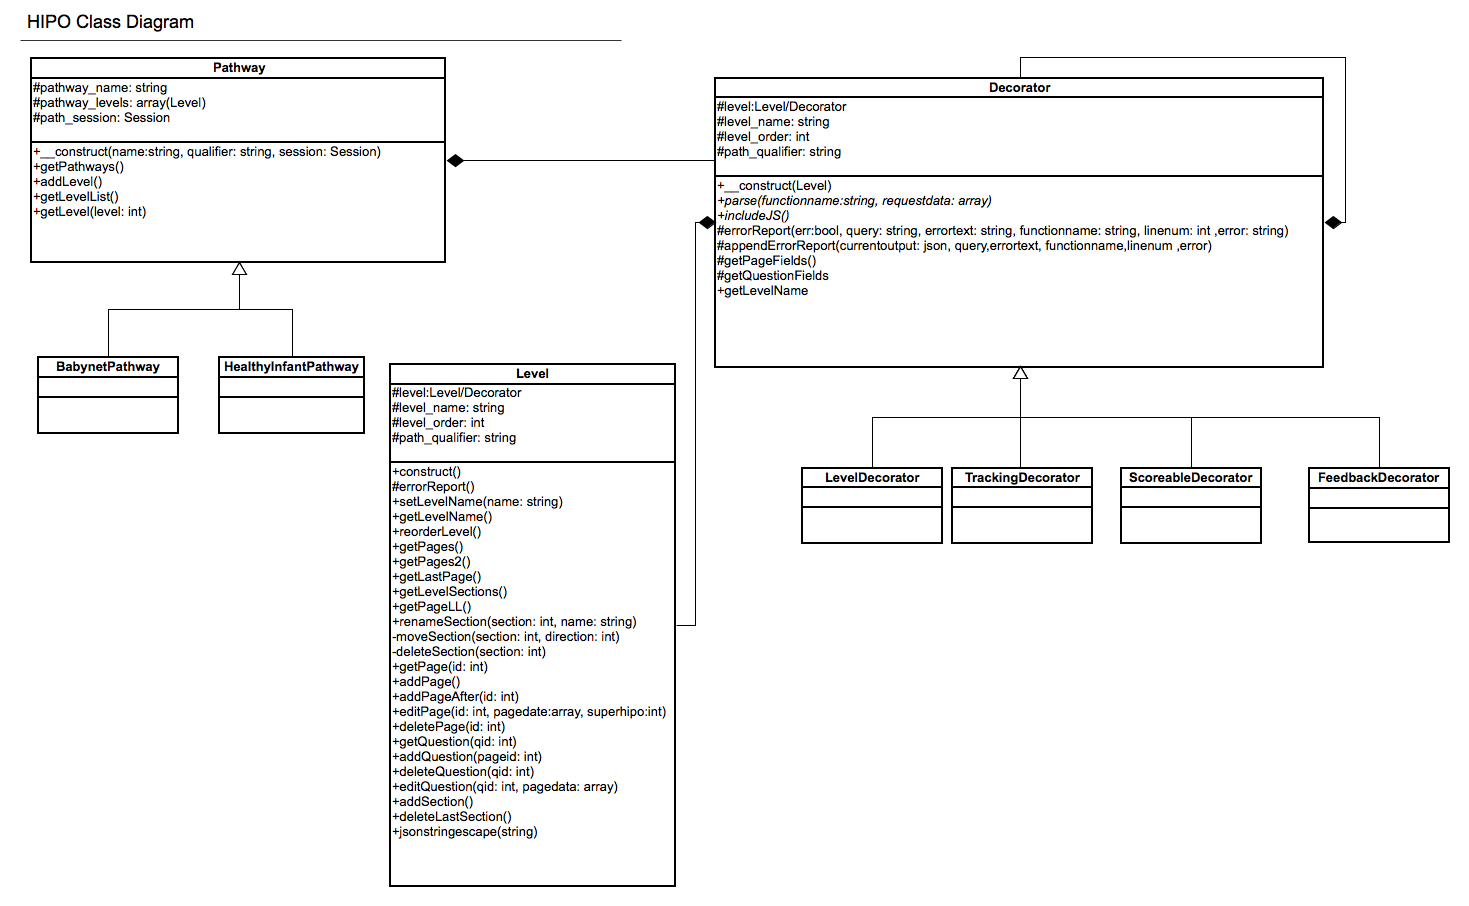 HIPO Class Diagram
Pathway
#pathway_name: string
#pathway_levels: array(Level)
#path_session: Session
+__construct(name:string, qualifier: string, session: Session)
+getPathways()
+addLevel()
+getLevelList()
+getLevel(level: int)
Decorator
#level:Level/Decorator
#level_name: string
#level_order: int
#path_qualifier: string
+__construct(Level)
+parse(functionname:string, requestdata: array)
+includeJS()
#errorReport(err:bool, query: string, errortext: string, functionname: string, linenum: int ,error: string)
#appendErrorReport(currentoutput: json, query,errortext, functionname,linenum ,error)
#getPageFields()
#getQuestionFields
+getLevelName
BabynetPathway
HealthyInfantPathway
Level
#level:Level/Decorator
#level_name: string
#level_order: int
#path_qualifier: string
+construct()
#errorReport()
+setLevelName(name: string)
+getLevelName()
+reorderLevel()
+getPages()
+getPages2()
+getLastPage()
+getLevelSections()
+getPageLL()
+renameSection(section: int, name: string)
-moveSection(section: int, direction: int)
-deleteSection(section: int)
+getPage(id: int)
+addPage()
+addPageAfter(id: int)
+editPage(id: int, pagedate:array, superhipo:int)
+deletePage(id: int)
+getQuestion(qid: int)
+addQuestion(pageid: int)
+deleteQuestion(qid: int)
+editQuestion(qid: int, pagedata: array)
+addSection()
+deleteLastSection()
+jsonstringescape(string)
LevelDecorator
TrackingDecorator
ScoreableDecorator
FeedbackDecorator